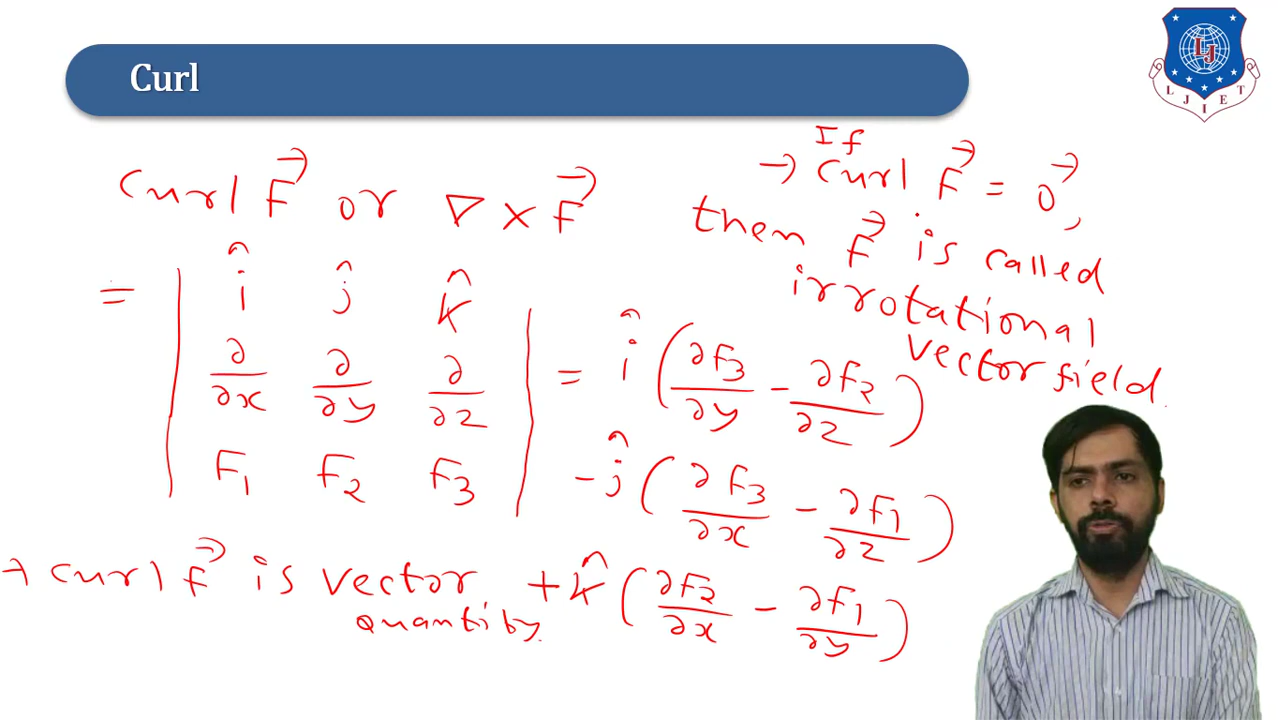 Curl
LJIET
Curl F⃗ or ∇ × F⃗
= | î ĵ k̂ |
| ∂/∂x ∂/∂y ∂/∂z |
| F₁ F₂ F₃ |
= î (∂F₃/∂y − ∂F₂/∂z)
− ĵ (∂F₃/∂x − ∂F₁/∂z)
+ k̂ (∂F₂/∂x − ∂F₁/∂y)
→ curl F⃗ is vector
quantity.
If
→ Curl F⃗ = 0⃗,
then F⃗ is called
irrotational
vector field.